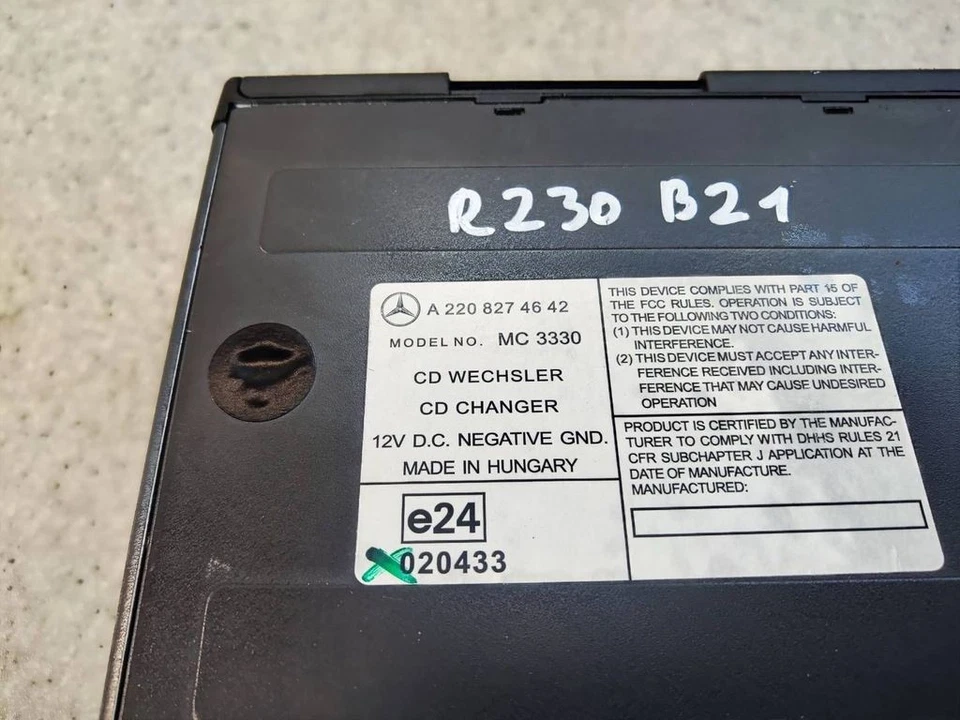 R230 B21
A 220 827 46 42
MODEL NO. MC 3330
CD WECHSLER
CD CHANGER
12V D.C. NEGATIVE GND.
MADE IN HUNGARY
e24
020433
THIS DEVICE COMPLIES WITH PART 15 OF
THE FCC RULES. OPERATION IS SUBJECT
TO THE FOLLOWING TWO CONDITIONS:
(1) THIS DEVICE MAY NOT CAUSE HARMFUL
INTERFERENCE.
(2) THIS DEVICE MUST ACCEPT ANY INTER-
FERENCE RECEIVED INCLUDING INTER-
FERENCE THAT MAY CAUSE UNDESIRED
OPERATION
PRODUCT IS CERTIFIED BY THE MANUFAC-
TURER TO COMPLY WITH DHHS RULES 21
CFR SUBCHAPTER J APPLICATION AT THE
DATE OF MANUFACTURE.
MANUFACTURED: